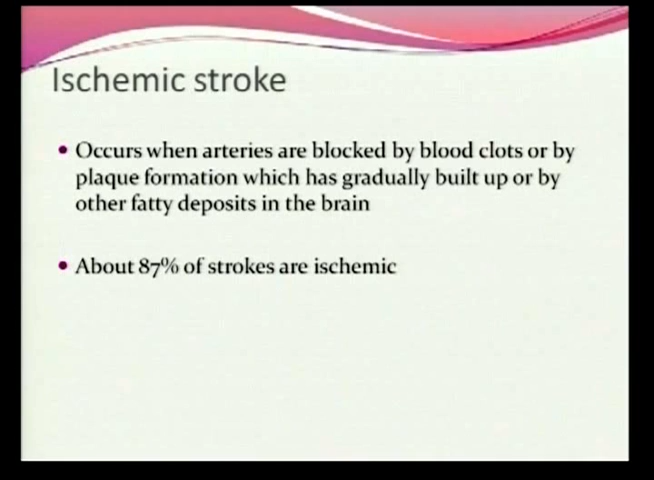 Ischemic stroke
• Occurs when arteries are blocked by blood clots or by
plaque formation which has gradually built up or by
other fatty deposits in the brain
• About 87% of strokes are ischemic